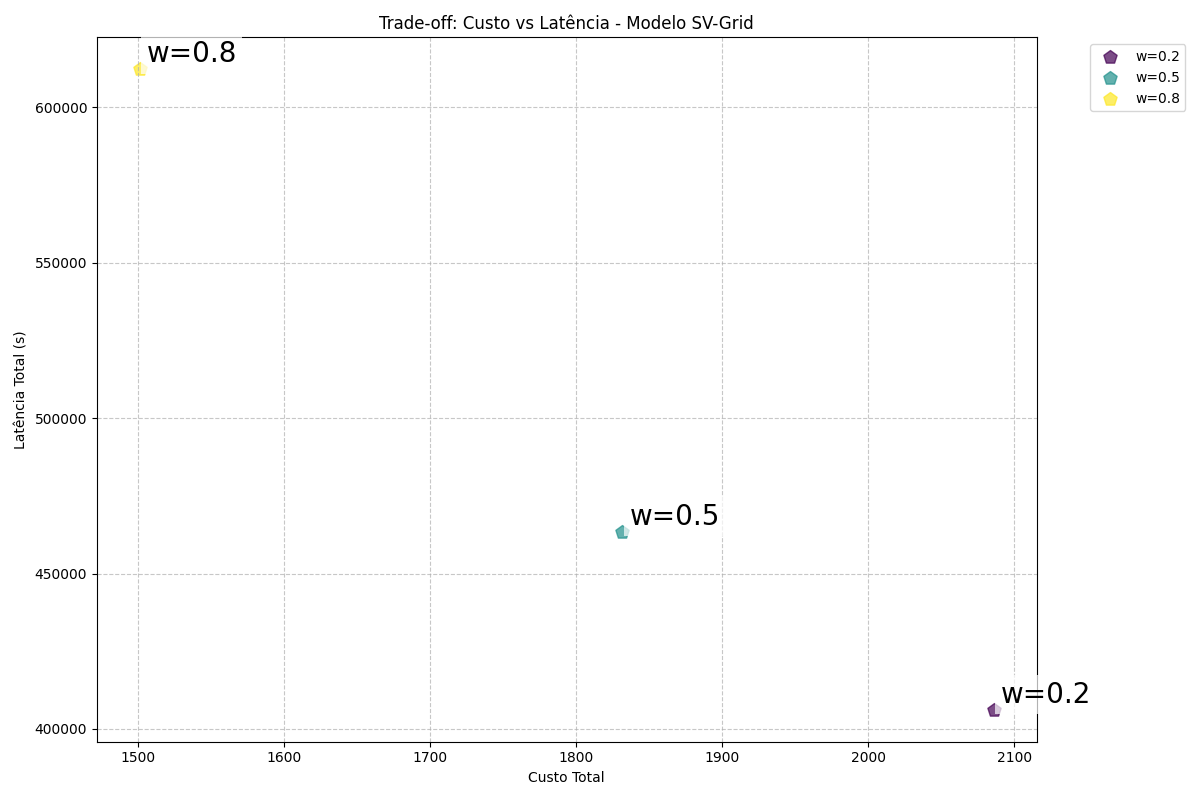 Trade-off: Custo vs Latência - Modelo SV-Grid
w=0.8
w=0.5
w=0.2
w=0.2
w=0.5
w=0.8
600000
550000
500000
450000
400000
Latência Total (s)
1500 1600 1700 1800 1900 2000 2100
Custo Total